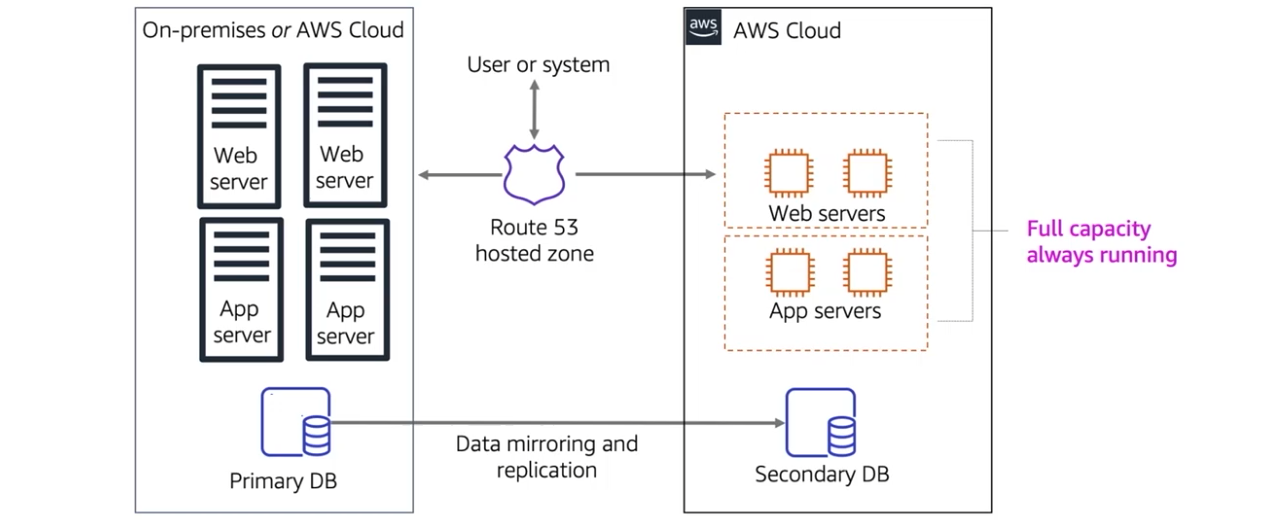 On-premises or AWS Cloud
Web
server
Web
server
App
server
App
server
Primary DB
User or system
Route 53
hosted zone
Data mirroring and
replication
aws
AWS Cloud
Web servers
App servers
Secondary DB
Full capacity
always running